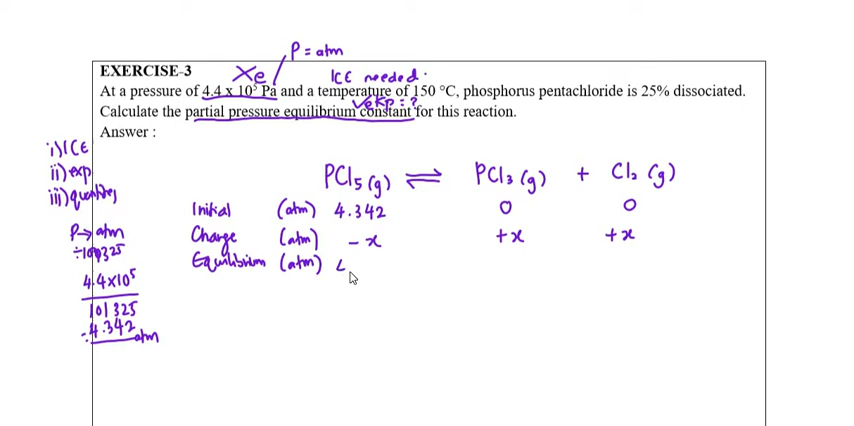 P = atm
EXERCISE-3
Xe
ICE needed.
At a pressure of 4.4 x 10⁵ Pa and a temperature of 150 °C, phosphorus pentachloride is 25% dissociated.
Kp = ?
Calculate the partial pressure equilibrium constant for this reaction.
Answer :
i) ICE
ii) exp
iii)
PCl₅ (g) ⇌ PCl₃ (g) + Cl₂ (g)
Initial (atm) 4.342 0 0
Change (atm) - x + x + x
Equilibrium (atm) 4
P → atm
÷ 101325
4.4 x 10⁵
101325
= 4.342 atm